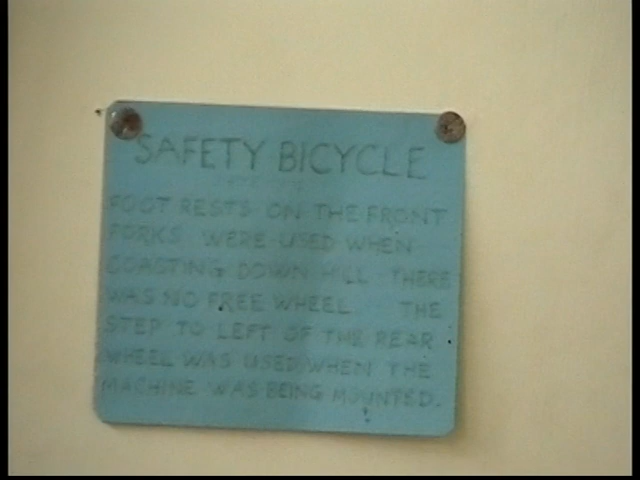 SAFETY BICYCLE
FOOT RESTS ON THE FRONT
FORKS WERE USED WHEN
COASTING DOWN HILL THERE
WAS NO FREE WHEEL THE
STEP TO LEFT OF THE REAR
WHEEL WAS USED WHEN THE
MACHINE WAS BEING MOUNTED.